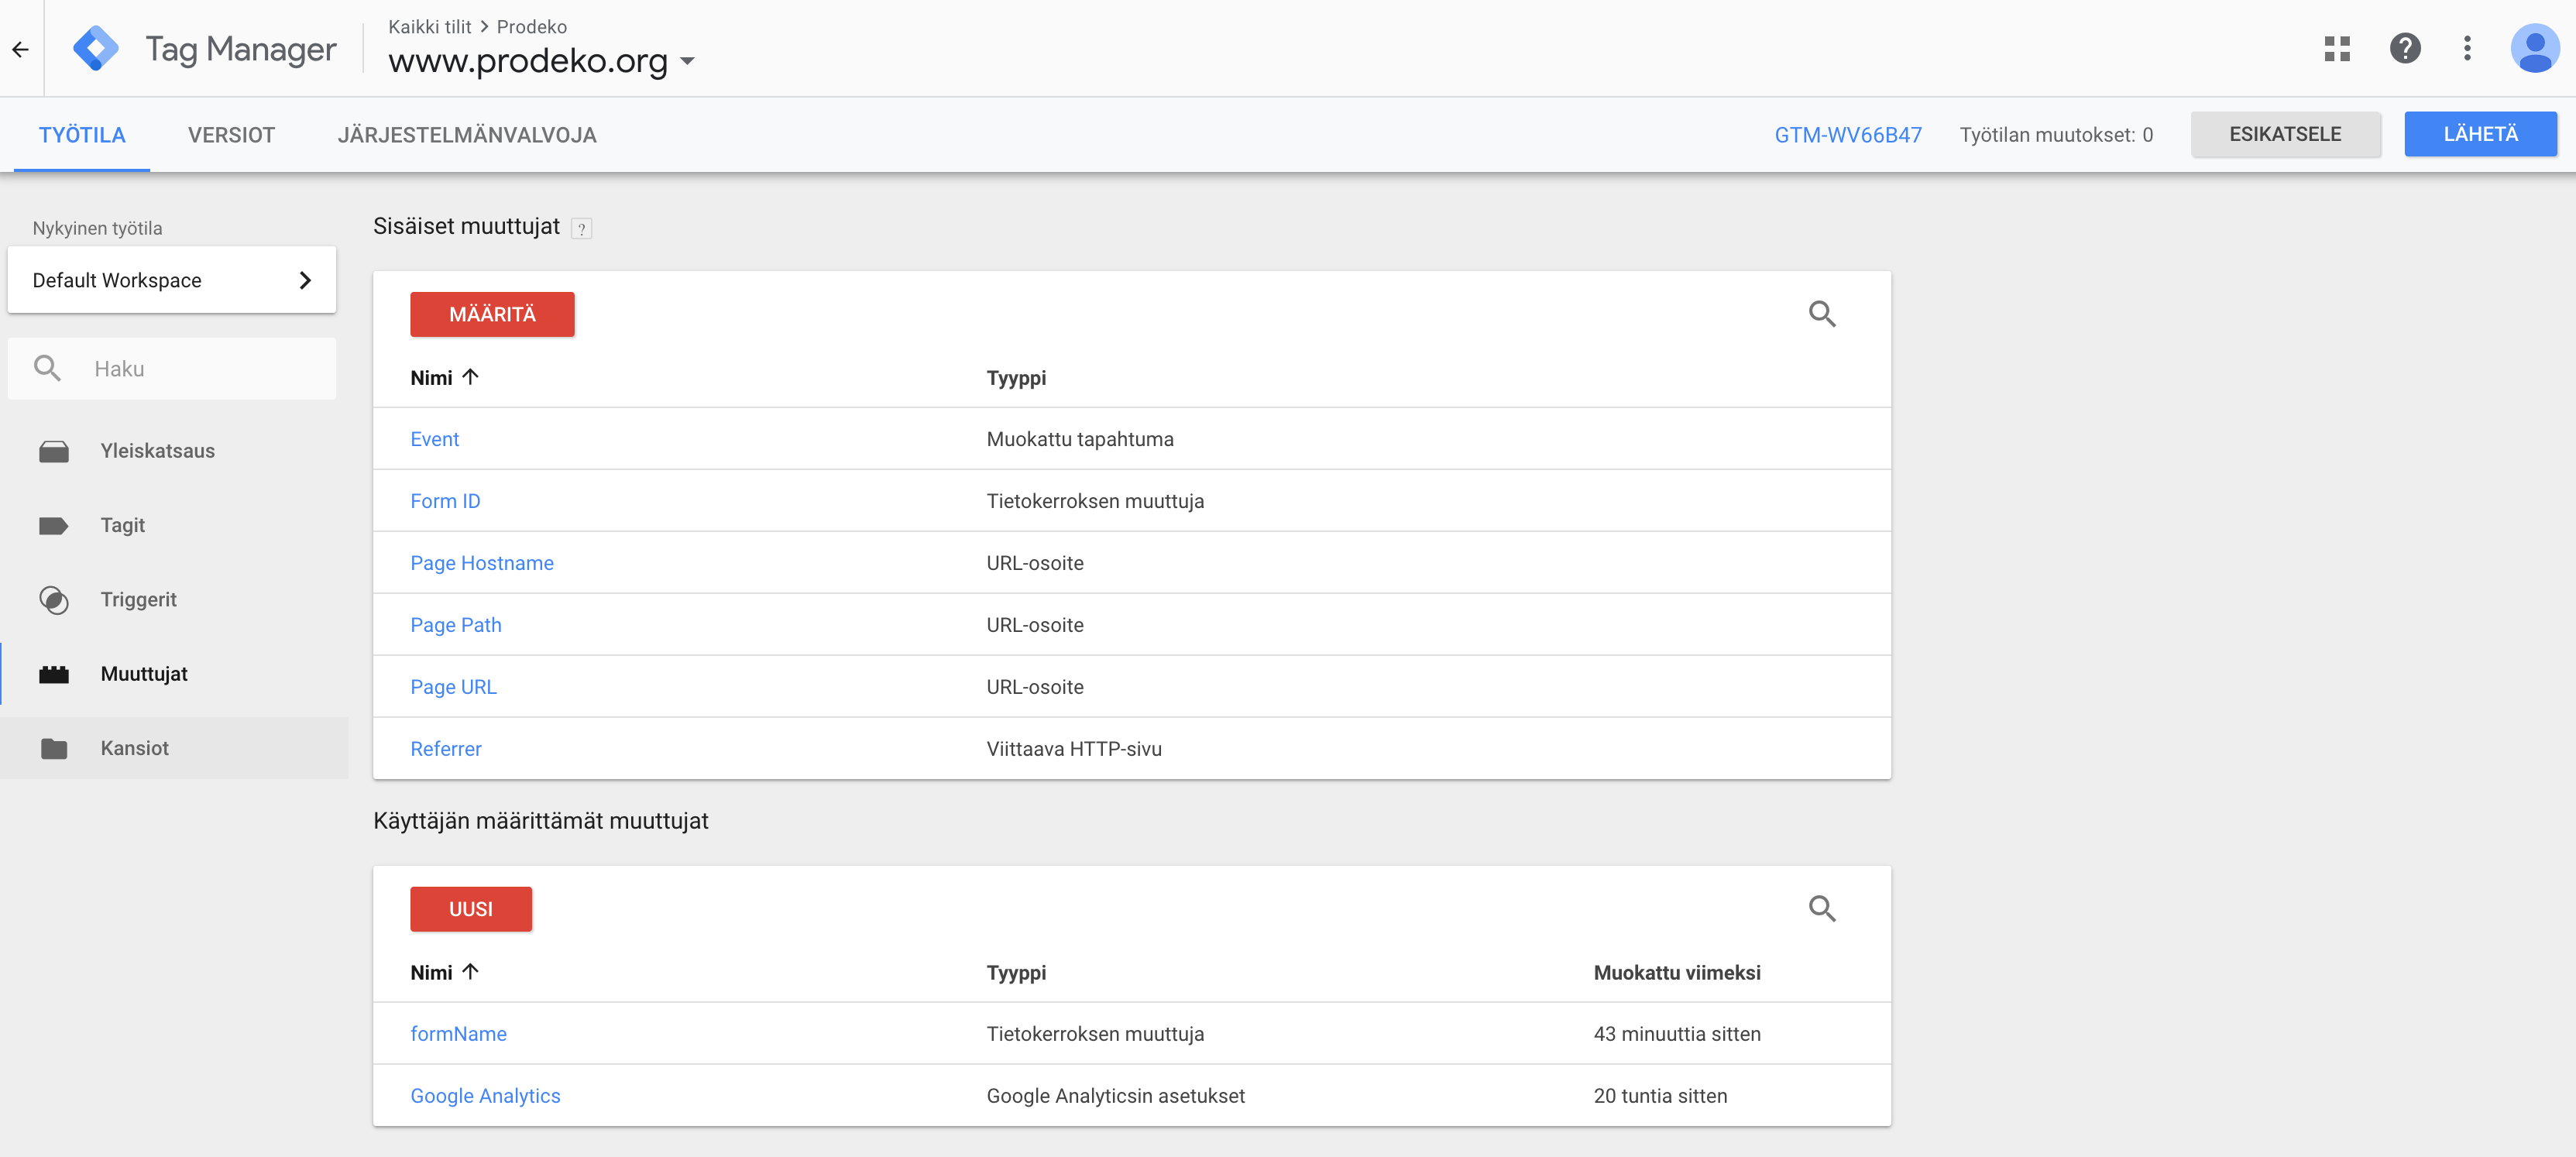 Tag Manager
Kaikki tilit > Prodeko
www.prodeko.org
TYÖTILA VERSIOT JÄRJESTELMÄNVALVOJA GTM-WV66B47 Työtilan muutokset: 0 ESIKATSELE LÄHETÄ
Nykyinen työtila
Default Workspace
Haku
Yleiskatsaus
Tagit
Triggerit
Muuttujat
Kansiot
Sisäiset muuttujat ?
MÄÄRITÄ
Nimi Tyyppi
Event Muokattu tapahtuma
Form ID Tietokerroksen muuttuja
Page Hostname URL-osoite
Page Path URL-osoite
Page URL URL-osoite
Referrer Viittaava HTTP-sivu
Käyttäjän määrittämät muuttujat
UUSI
Nimi Tyyppi Muokattu viimeksi
formName Tietokerroksen muuttuja 43 minuuttia sitten
Google Analytics Google Analyticsin asetukset 20 tuntia sitten